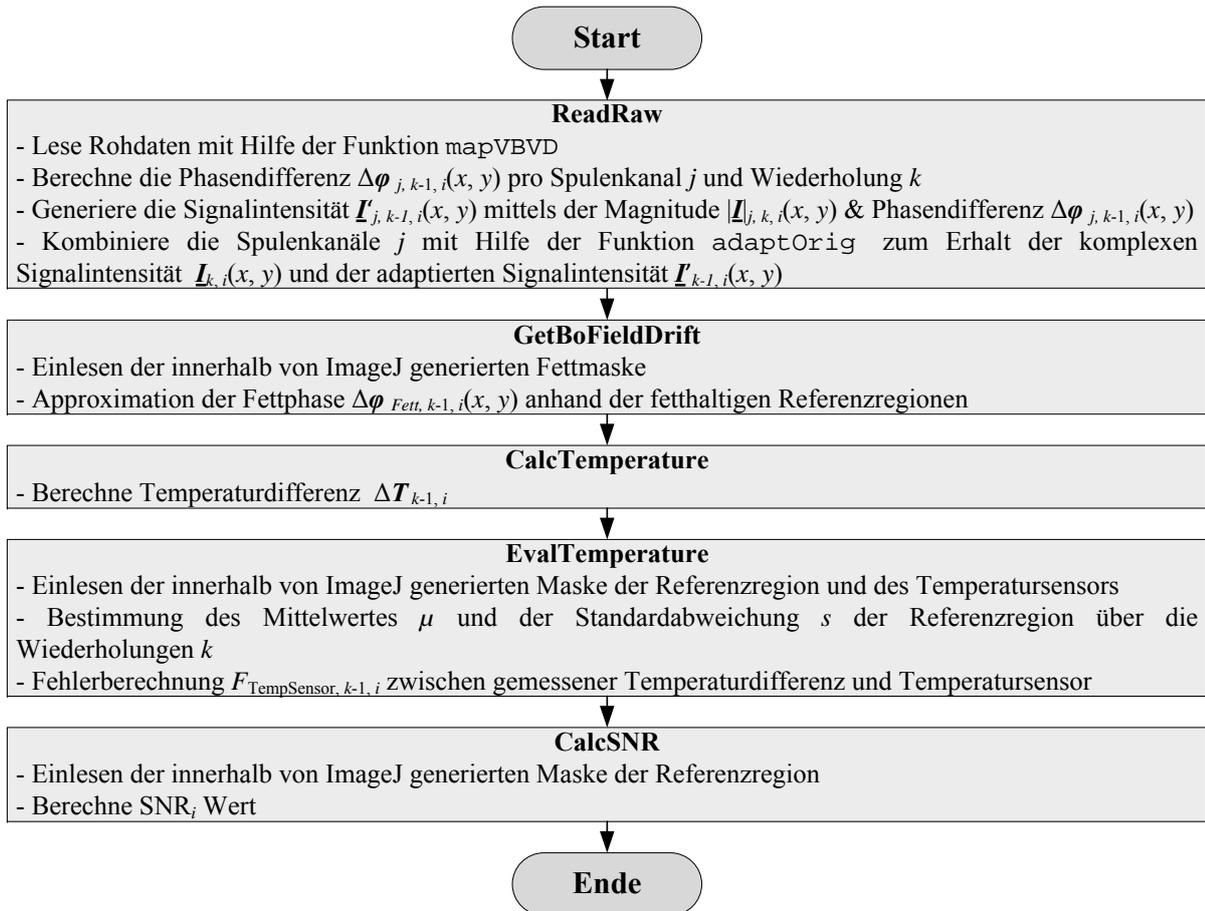 Start
ReadRaw
- Lese Rohdaten mit Hilfe der Funktion mapVBVD
- Berechne die Phasendifferenz Δφ j, k-1, i(x, y) pro Spulenkanal j und Wiederholung k
- Generiere die Signalintensität I' j, k-1, i(x, y) mittels der Magnitude |I|j, k, i(x, y) & Phasendifferenz Δφ j, k-1, i(x, y)
- Kombiniere die Spulenkanäle j mit Hilfe der Funktion adaptOrig zum Erhalt der komplexen
Signalintensität I k, i(x, y) und der adaptierten Signalintensität I' k-1, i(x, y)
GetBoFieldDrift
- Einlesen der innerhalb von ImageJ generierten Fettmaske
- Approximation der Fettphase Δφ Fett, k-1, i(x, y) anhand der fetthaltigen Referenzregionen
CalcTemperature
- Berechne Temperaturdifferenz ΔT k-1, i
EvalTemperature
- Einlesen der innerhalb von ImageJ generierten Maske der Referenzregion und des Temperatursensors
- Bestimmung des Mittelwertes μ und der Standardabweichung s der Referenzregion über die
Wiederholungen k
- Fehlerberechnung F TempSensor, k-1, i zwischen gemessener Temperaturdifferenz und Temperatursensor
CalcSNR
- Einlesen der innerhalb von ImageJ generierten Maske der Referenzregion
- Berechne SNRi Wert
Ende